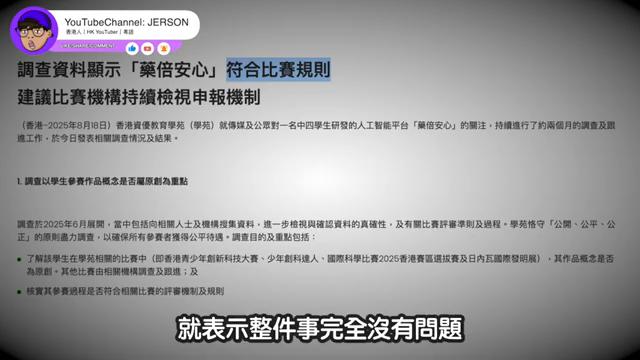 YouTubeChannel: JERSON
香港人 | HK YouTuber | 粵語
LIKE/SHARE/COMMENT
調查資料顯示「藥倍安心」符合比賽規則
建議比賽機構持續檢視申報機制
（香港-2025年8月18日）香港資優教育學苑（學苑）就傳媒及公眾對一名中四學生研發的人工智能平台「藥倍安心」的關注，持續進行了約兩個月的調查及跟
進工作，於今日發表相關調查情況及結果。
1. 調查以學生參賽作品概念是否屬原創為重點
調查於2025年6月展開，當中包括向相關人士及機構搜集資料，進一步檢視與確認資料的真確性，及有關比賽評審準則及過程。學苑恪守「公開、公平、公
正」的原則盡力調查，以確保所有參賽者獲得公平待遇。調查目的及重點包括：
了解該學生在學苑相關的比賽中（即香港青少年創新科技大賽、少年創科達人、國際科學比賽2025香港賽區選拔賽及日內瓦國際發明展），其作品概念是否
為原創。其他比賽由相關機構調查及跟進；及
核實其參賽過程是否符合相關比賽的評審機制及規則
就表示整件事完全沒有問題